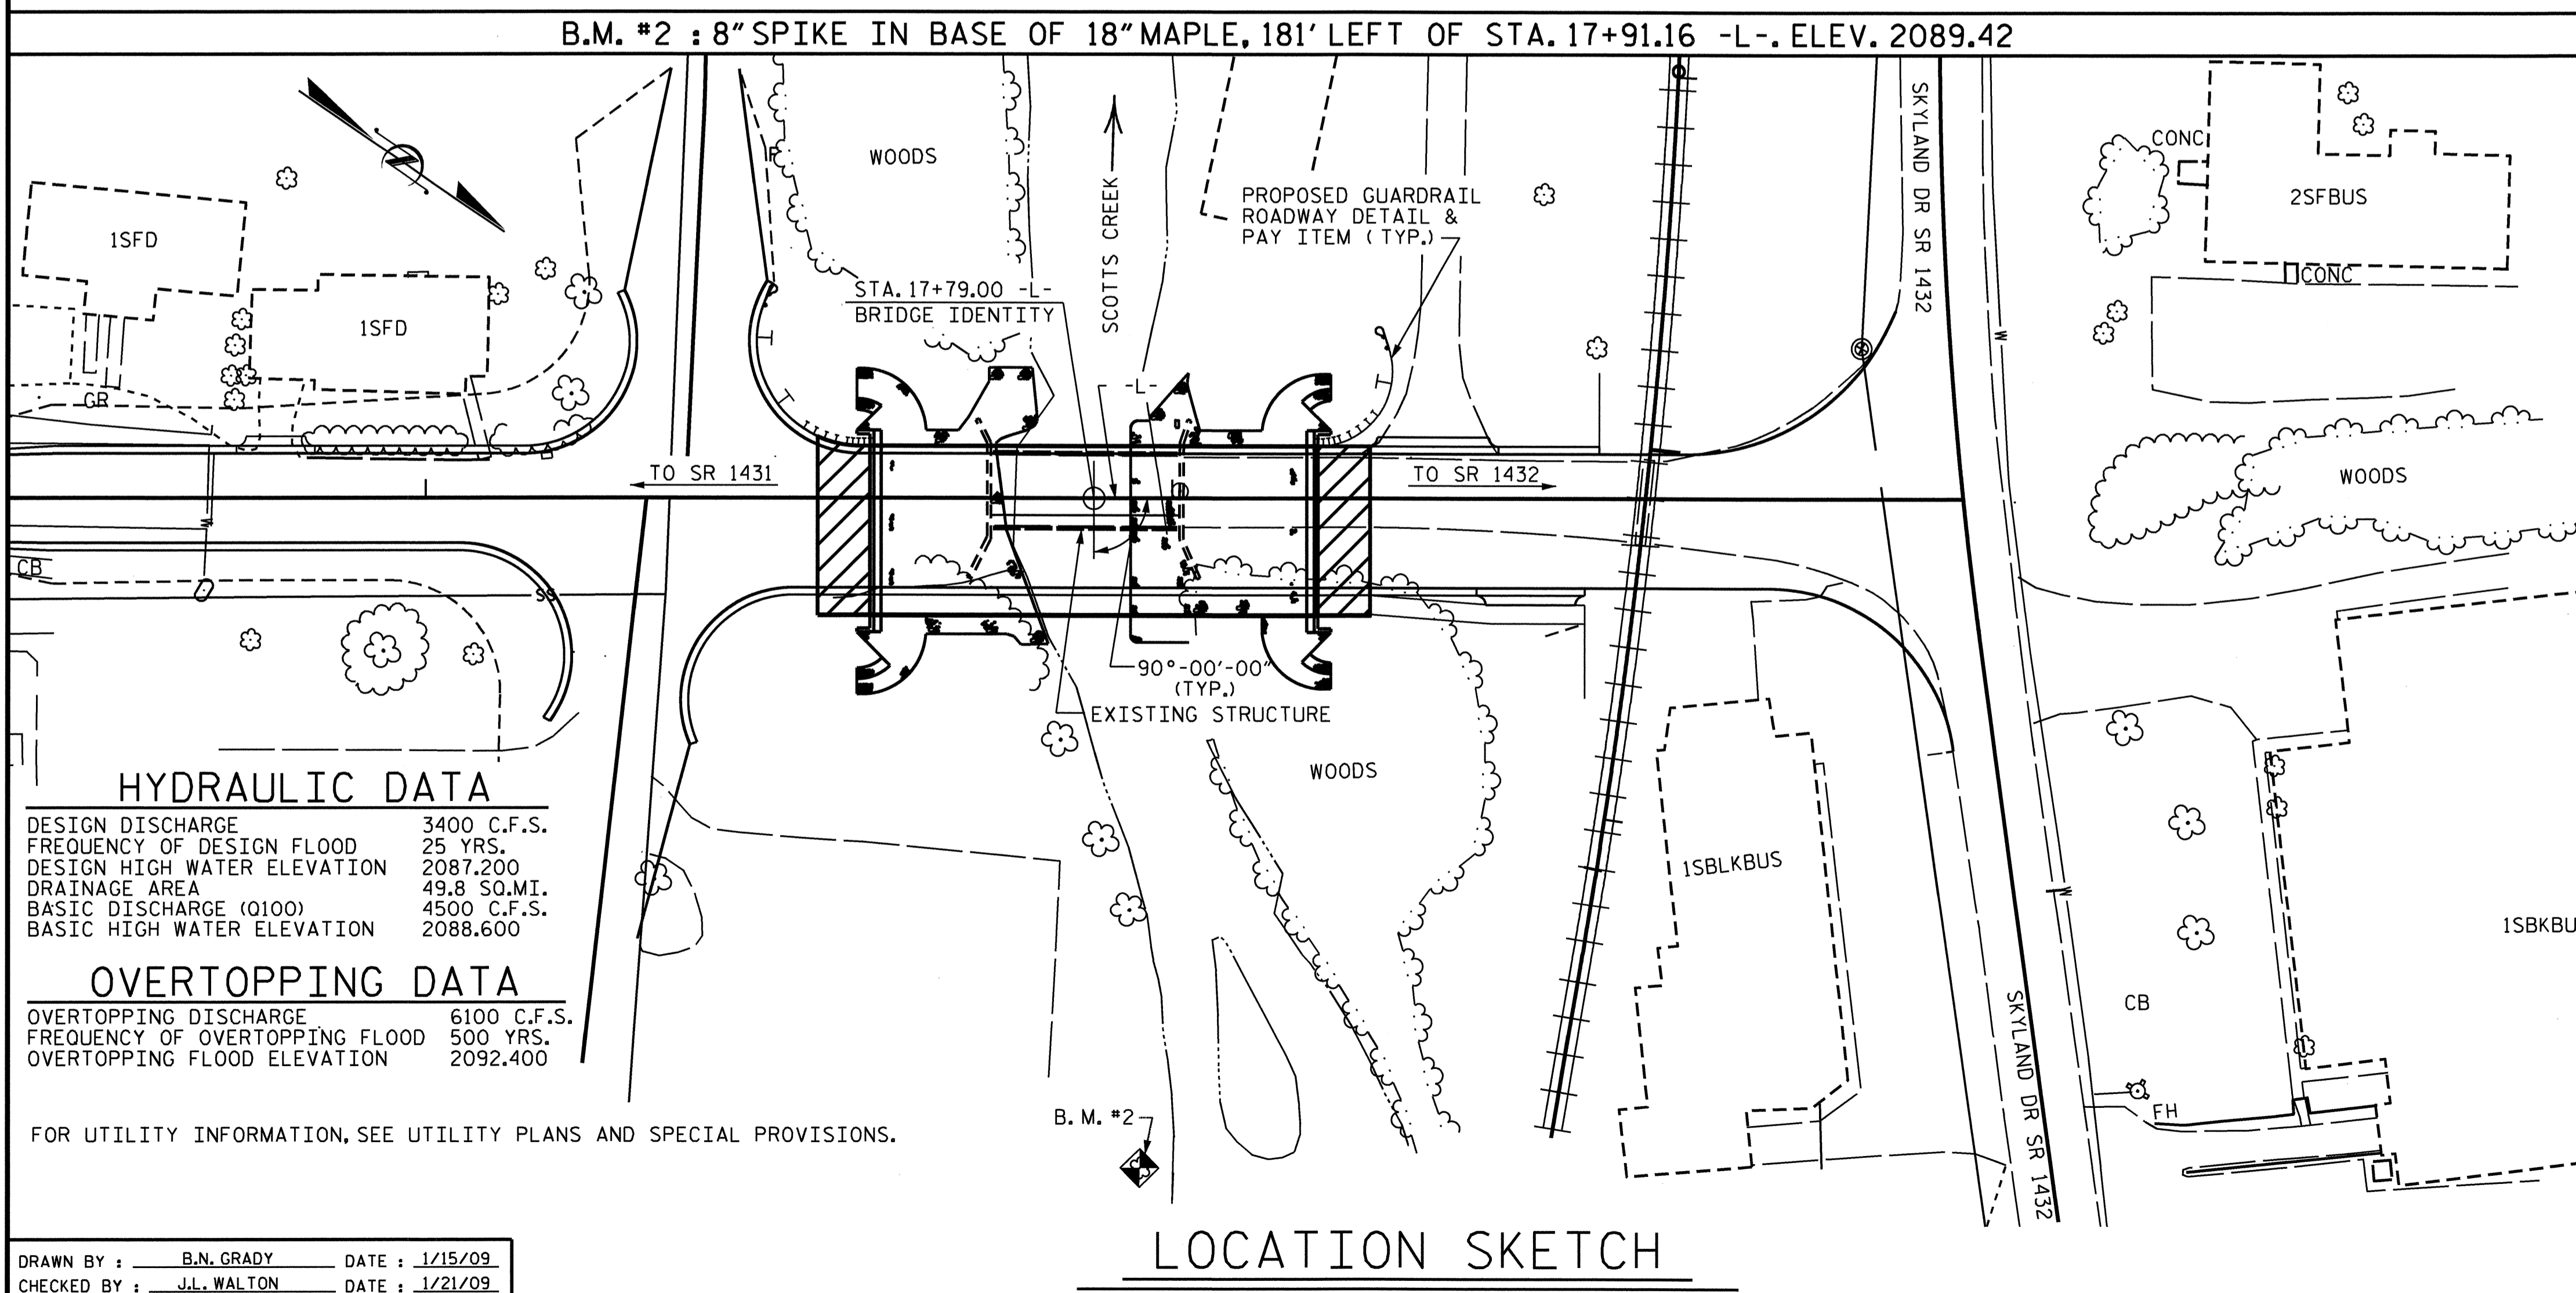 B.M. #2 : 8" SPIKE IN BASE OF 18" MAPLE, 181' LEFT OF STA. 17+91.16 -L-. ELEV. 2089.42
WOODS
SCOTTS CREEK
PROPOSED GUARDRAIL
ROADWAY DETAIL &
PAY ITEM (TYP.)
SKYLAND DR SR 1432
CONC
2SFBUS
CONC
1SFD
1SFD
STA. 17+79.00 -L-
BRIDGE IDENTITY
-L-
GR
W
TO SR 1431
TO SR 1432
W
WOODS
CB
SS
90°-00'-00"
(TYP.)
EXISTING STRUCTURE
WOODS
1SBLKBUS
W
1SBKBU
CB
FH
SKYLAND DR SR 1432
HYDRAULIC DATA
DESIGN DISCHARGE 3400 C.F.S.
FREQUENCY OF DESIGN FLOOD 25 YRS.
DESIGN HIGH WATER ELEVATION 2087.200
DRAINAGE AREA 49.8 SQ.MI.
BASIC DISCHARGE (Q100) 4500 C.F.S.
BASIC HIGH WATER ELEVATION 2088.600
OVERTOPPING DATA
OVERTOPPING DISCHARGE 6100 C.F.S.
FREQUENCY OF OVERTOPPING FLOOD 500 YRS.
OVERTOPPING FLOOD ELEVATION 2092.400
B.M. #2
FOR UTILITY INFORMATION, SEE UTILITY PLANS AND SPECIAL PROVISIONS.
LOCATION SKETCH
DRAWN BY : B.N. GRADY DATE : 1/15/09
CHECKED BY : J.L. WALTON DATE : 1/21/09